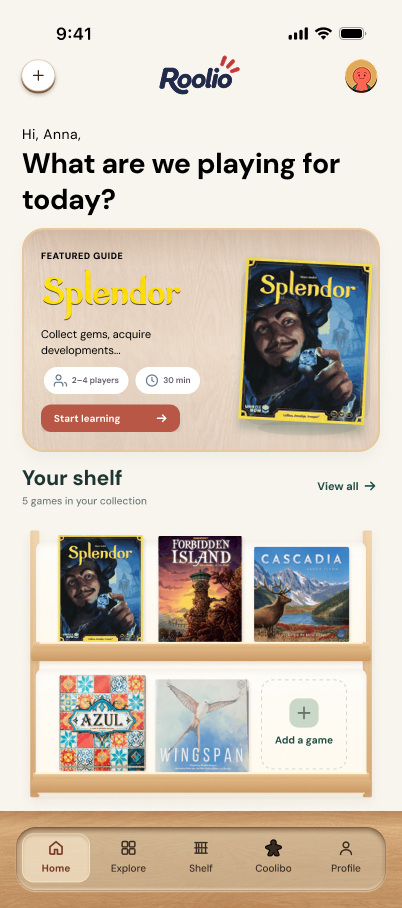 9:41
Roolio
Hi, Anna,
What are we playing for
today?
FEATURED GUIDE
Splendor
Collect gems, acquire
developments...
2–4 players
30 min
Start learning
Splendor
Your shelf
5 games in your collection
View all
Splendor
FORBIDDEN
ISLAND
CASCADIA
AZUL
WINGSPAN
Add a game
Home
Explore
Shelf
Coolibo
Profile